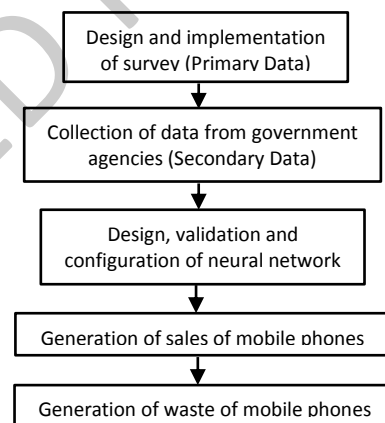 Design and implementation
of survey (Primary Data)
Collection of data from government
agencies (Secondary Data)
Design, validation and
configuration of neural network
Generation of sales of mobile phones
Generation of waste of mobile phones